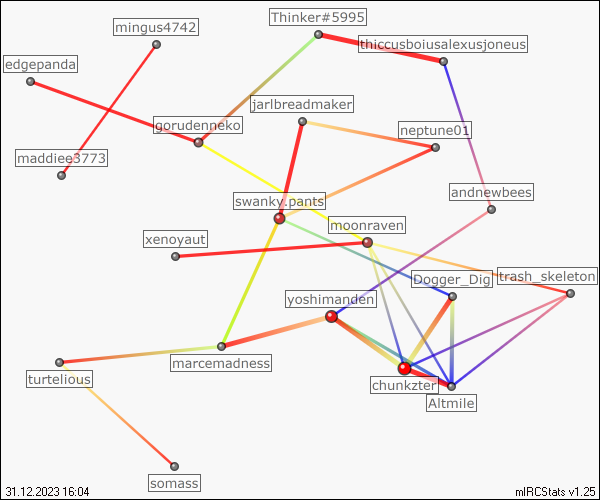 Thinker#5995
mingus4742
thiccusboiusalexusjoneus
edgepanda
jarlbreadmaker
gorudenneko
neptune01
maddiee3773
andnewbees
swanky.pants
moonraven
xenoyaut
Dogger_Dig
trash_skeleton
yoshimanden
marcemadness
turtelious
chunkzter
Altmile
somass
31.12.2023 16:04
mIRCStats v1.25